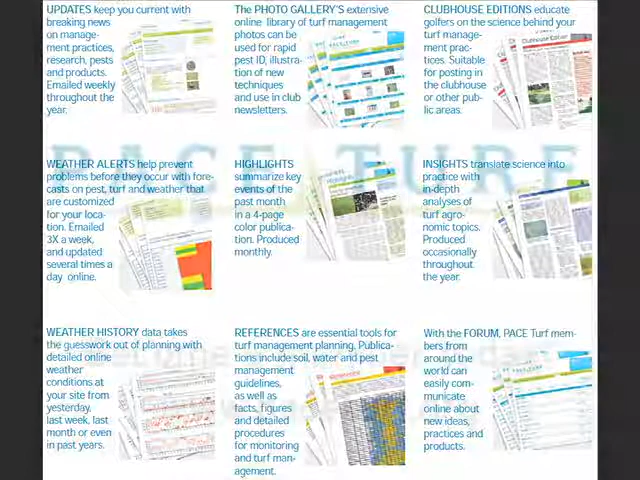 UPDATES keep you current with
breaking news
on manage-
ment practices,
research, pests
and products.
Emailed weekly
throughout the
year.
The PHOTO GALLERY'S extensive
online library of turf management
photos can be
used for rapid
pest ID, illustra-
tion of new
techniques
and use in club
newsletters.
CLUBHOUSE EDITIONS educate
golfers on the science behind your
turf manage-
ment prac-
tices. Suitable
for posting in
the clubhouse
or other pub-
lic areas.
PACE TURF
WEATHER ALERTS help prevent
problems before they occur with fore-
casts on pest, turf and weather that
are customized
for your loca-
tion. Emailed
3X a week,
and updated
several times a
day online.
HIGHLIGHTS
summarize key
events of the
past month
in a 4-page
color publica-
tion. Produced
monthly.
INSIGHTS translate science into
practice with
in-depth
analyses of
turf agro-
nomic topics.
Produced
occasionally
throughout
the year.
WEATHER HISTORY data takes
the guesswork out of planning with
detailed online
weather
conditions at
your site from
yesterday,
last week, last
month or even
in past years.
REFERENCES are essential tools for
turf management planning. Publica-
tions include soil, water and pest
management
guidelines,
as well as
facts, figures
and detailed
procedures
for monitoring
and turf man-
agement.
With the FORUM, PACE Turf mem-
bers from
around the
world can
easily com-
municate
online about
new ideas,
practices and
products.